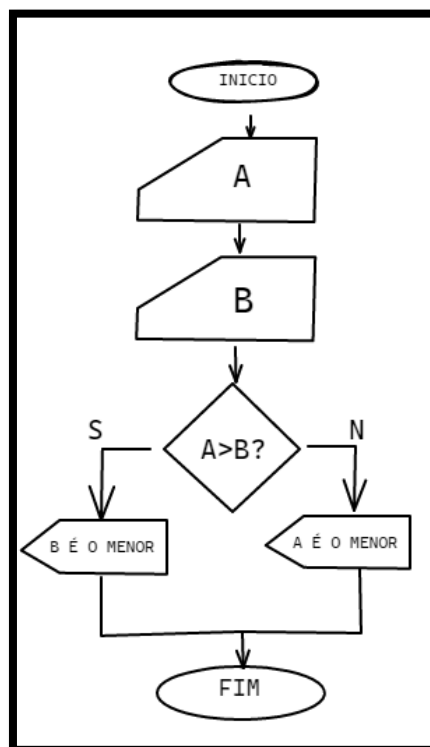 INICIO
A
B
A>B?
S
N
B É O MENOR
A É O MENOR
FIM